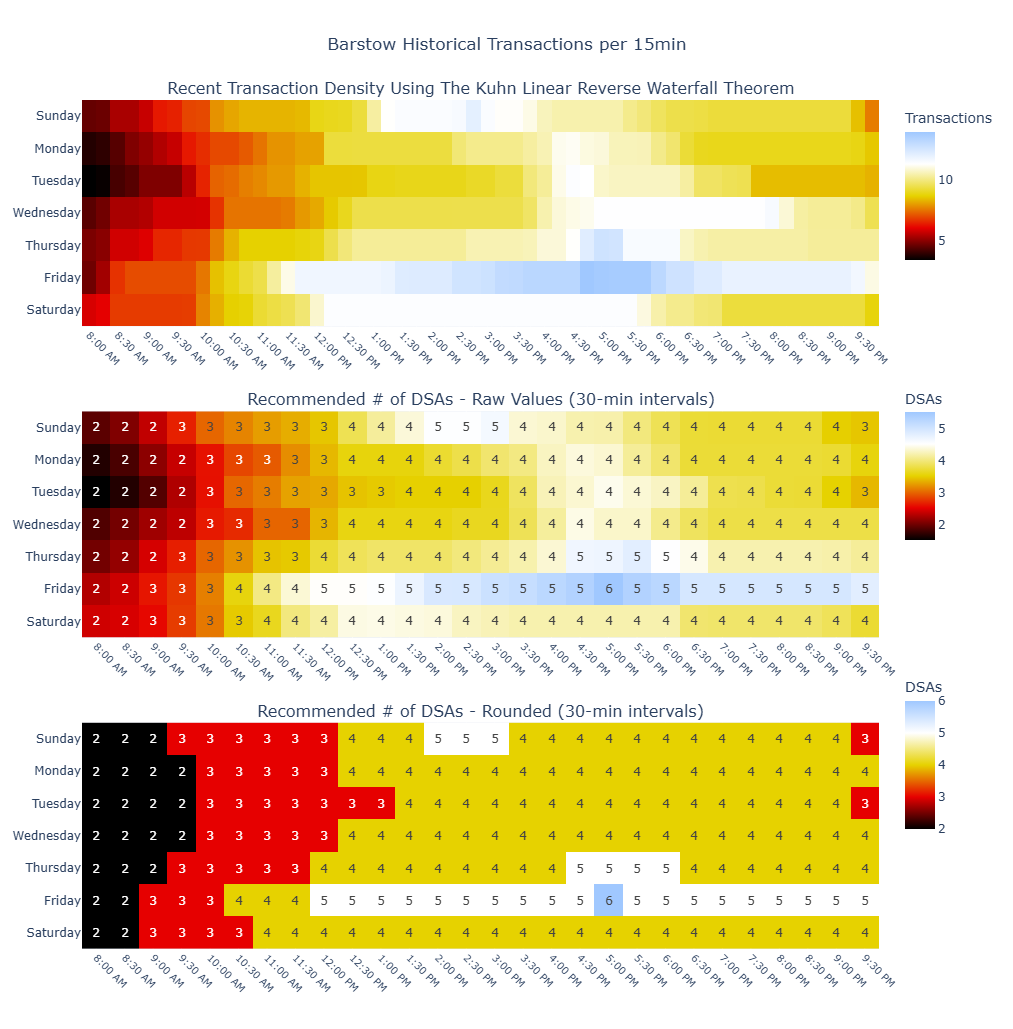 Barstow Historical Transactions per 15min
Recent Transaction Density Using The Kuhn Linear Reverse Waterfall Theorem
Sunday
Monday
Tuesday
Wednesday
Thursday
Friday
Saturday
8:00 AM 8:30 AM 9:00 AM 9:30 AM 10:00 AM 10:30 AM 11:00 AM 11:30 AM 12:00 PM 12:30 PM 1:00 PM 1:30 PM 2:00 PM 2:30 PM 3:00 PM 3:30 PM 4:00 PM 4:30 PM 5:00 PM 5:30 PM 6:00 PM 6:30 PM 7:00 PM 7:30 PM 8:00 PM 8:30 PM 9:00 PM 9:30 PM
Transactions
10
5
Recommended # of DSAs - Raw Values (30-min intervals)
Sunday 2 2 2 3 3 3 3 3 3 4 4 4 5 5 5 4 4 4 4 4 4 4 4 4 4 4 4 3
Monday 2 2 2 2 3 3 3 3 3 4 4 4 4 4 4 4 4 4 4 4 4 4 4 4 4 4 4 4
Tuesday 2 2 2 2 3 3 3 3 3 3 3 4 4 4 4 4 4 4 4 4 4 4 4 4 4 4 4 3
Wednesday 2 2 2 2 3 3 3 3 3 4 4 4 4 4 4 4 4 4 4 4 4 4 4 4 4 4 4 4
Thursday 2 2 2 3 3 3 3 3 4 4 4 4 4 4 4 4 4 5 5 5 5 4 4 4 4 4 4 4
Friday 2 2 3 3 3 4 4 4 5 5 5 5 5 5 5 5 5 5 6 5 5 5 5 5 5 5 5 5
Saturday 2 2 3 3 3 3 4 4 4 4 4 4 4 4 4 4 4 4 4 4 4 4 4 4 4 4 4 4
8:00 AM 8:30 AM 9:00 AM 9:30 AM 10:00 AM 10:30 AM 11:00 AM 11:30 AM 12:00 PM 12:30 PM 1:00 PM 1:30 PM 2:00 PM 2:30 PM 3:00 PM 3:30 PM 4:00 PM 4:30 PM 5:00 PM 5:30 PM 6:00 PM 6:30 PM 7:00 PM 7:30 PM 8:00 PM 8:30 PM 9:00 PM 9:30 PM
DSAs
5
4
3
2
Recommended # of DSAs - Rounded (30-min intervals)
Sunday 2 2 2 3 3 3 3 3 3 4 4 4 5 5 5 4 4 4 4 4 4 4 4 4 4 4 4 3
Monday 2 2 2 2 3 3 3 3 3 4 4 4 4 4 4 4 4 4 4 4 4 4 4 4 4 4 4 4
Tuesday 2 2 2 2 3 3 3 3 3 3 3 4 4 4 4 4 4 4 4 4 4 4 4 4 4 4 4 3
Wednesday 2 2 2 2 3 3 3 3 3 4 4 4 4 4 4 4 4 4 4 4 4 4 4 4 4 4 4 4
Thursday 2 2 2 3 3 3 3 3 4 4 4 4 4 4 4 4 4 5 5 5 5 4 4 4 4 4 4 4
Friday 2 2 3 3 3 4 4 4 5 5 5 5 5 5 5 5 5 5 6 5 5 5 5 5 5 5 5 5
Saturday 2 2 3 3 3 3 4 4 4 4 4 4 4 4 4 4 4 4 4 4 4 4 4 4 4 4 4 4
8:00 AM 8:30 AM 9:00 AM 9:30 AM 10:00 AM 10:30 AM 11:00 AM 11:30 AM 12:00 PM 12:30 PM 1:00 PM 1:30 PM 2:00 PM 2:30 PM 3:00 PM 3:30 PM 4:00 PM 4:30 PM 5:00 PM 5:30 PM 6:00 PM 6:30 PM 7:00 PM 7:30 PM 8:00 PM 8:30 PM 9:00 PM 9:30 PM
DSAs
6
5
4
3
2